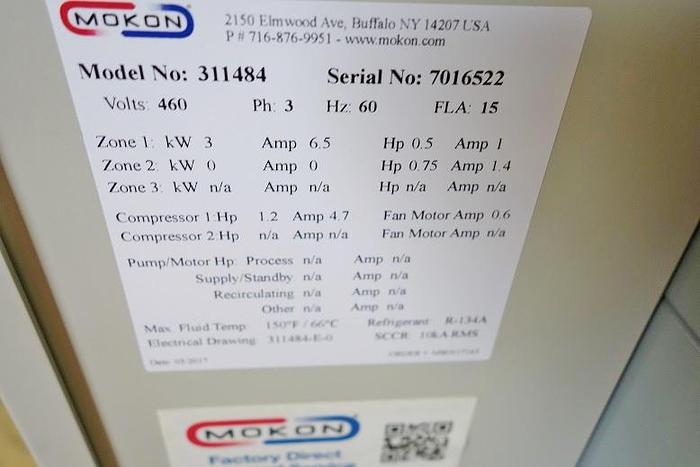 MOKON
2150 Elmwood Ave, Buffalo NY 14207 USA
P # 716-876-9951 - www.mokon.com
Model No: 311484 Serial No: 7016522
Volts: 460 Ph: 3 Hz: 60 FLA: 15
Zone 1: kW 3 Amp 6.5 Hp 0.5 Amp 1
Zone 2: kW 0 Amp 0 Hp 0.75 Amp 1.4
Zone 3: kW n/a Amp n/a Hp n/a Amp n/a
Compressor 1:Hp 1.2 Amp 4.7 Fan Motor Amp 0.6
Compressor 2:Hp n/a Amp n/a Fan Motor Amp n/a
Pump/Motor Hp: Process n/a Amp n/a
Supply/Standby n/a Amp n/a
Recirculating n/a Amp n/a
Other n/a Amp n/a
Max. Fluid Temp 150°F / 66°C Refrigerant R-134A
Electrical Drawing 311484-E-0 SCCR 10kA RMS
Date: 03/2017
MOKON
Factory Direct